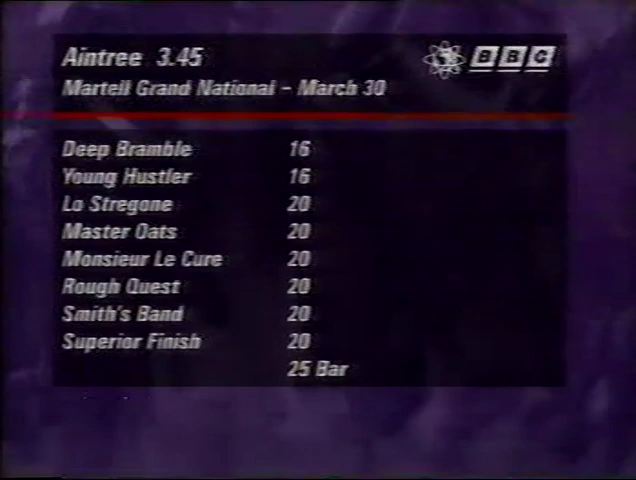 Aintree 3.45
BBC
Martell Grand National - March 30
Deep Bramble 16
Young Hustler 16
Lo Stregone 20
Master Oats 20
Monsieur Le Cure 20
Rough Quest 20
Smith's Band 20
Superior Finish 20
25 Bar